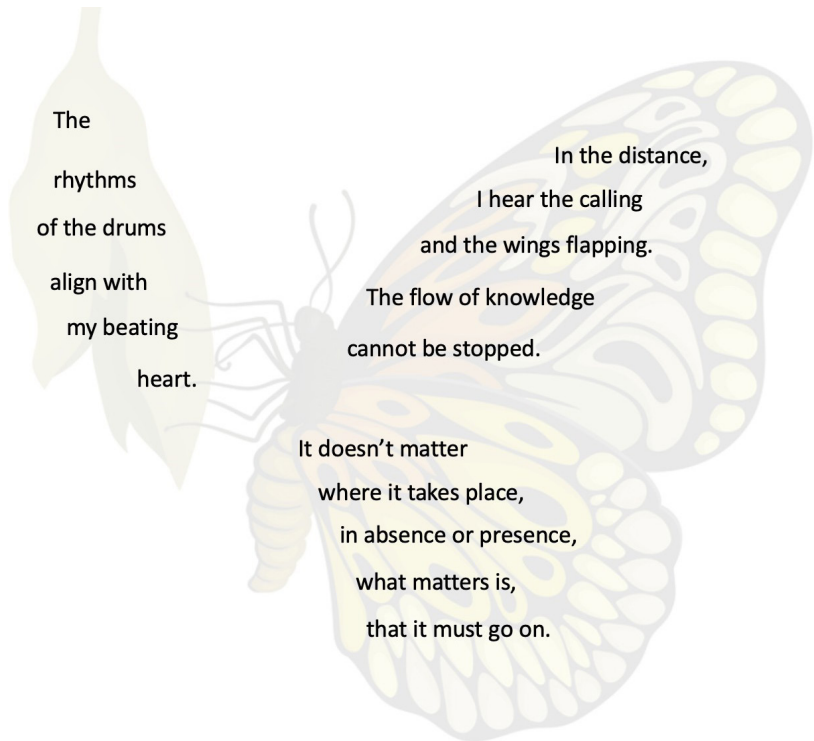 The
rhythms
of the drums
align with
my beating
heart.
In the distance,
I hear the calling
and the wings flapping.
The flow of knowledge
cannot be stopped.
It doesn’t matter
where it takes place,
in absence or presence,
what matters is,
that it must go on.